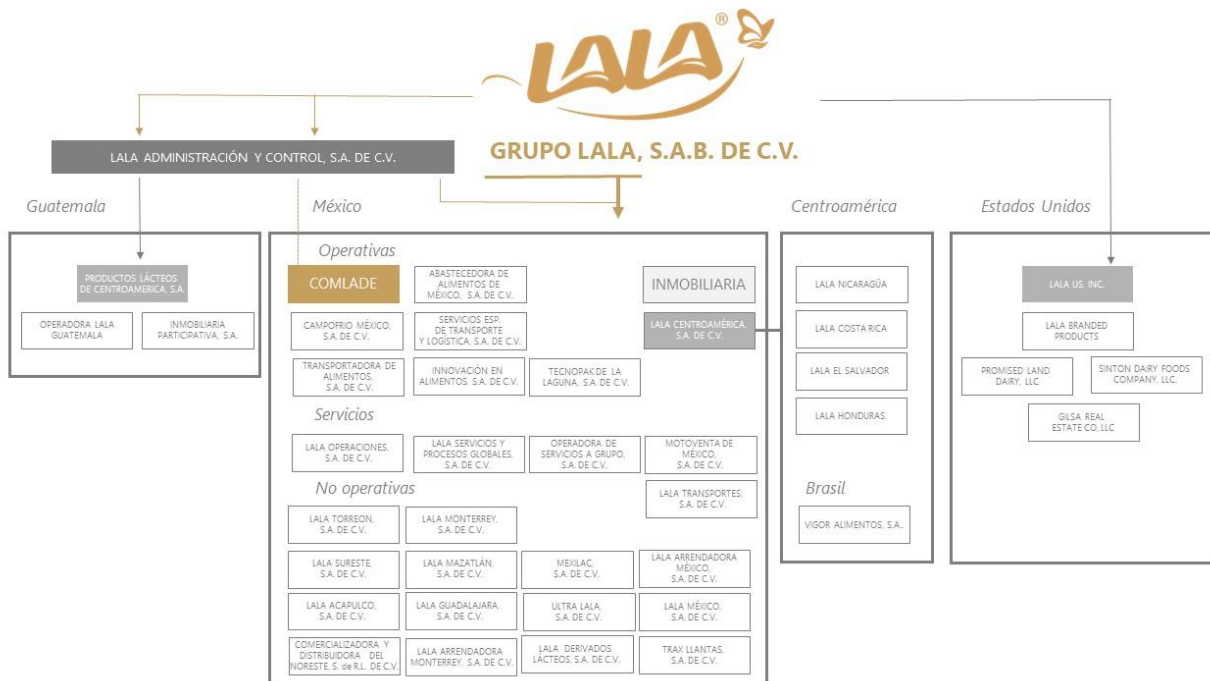 LALA®
GRUPO LALA, S.A.B. DE C.V.
LALA ADMINISTRACIÓN Y CONTROL, S.A. DE C.V.
Guatemala
PRODUCTOS LÁCTEOS
DE CENTROAMERICA, S.A.
OPERADORA LALA
GUATEMALA
INMOBILIARIA
PARTICIPATIVA, S.A.
México
Operativas
COMLADE
ABASTECEDORA DE
ALIMENTOS DE
MÉXICO, S.A. DE C.V.
INMOBILIARIA
CAMPOFRIO MÉXICO,
S.A. DE C.V.
SERVICIOS ESP.
DE TRANSPORTE
Y LOGÍSTICA, S.A. DE C.V.
LALA CENTROAMÉRICA,
S.A. DE C.V.
TRANSPORTADORA DE
ALIMENTOS,
S.A. DE C.V.
INNOVACIÓN EN
ALIMENTOS, S.A. DE C.V.
TECNOPAK DE LA
LAGUNA, S.A. DE C.V.
Servicios
LALA OPERACIONES,
S.A. DE C.V.
LALA SERVICIOS Y
PROCESOS GLOBALES,
S.A. DE C.V.
OPERADORA DE
SERVICIOS A GRUPO,
S.A. DE C.V.
MOTOVENTA DE
MÉXICO,
S.A. DE C.V.
LALA TRANSPORTES,
S.A. DE C.V.
No operativas
LALA TORREON,
S.A. DE C.V.
LALA MONTERREY,
S.A. DE C.V.
LALA SURESTE,
S.A. DE C.V.
LALA MAZATLÁN,
S.A. DE C.V.
MEXILAC,
S.A. DE C.V.
LALA ARRENDADORA
MÉXICO,
S.A. DE C.V.
LALA ACAPULCO,
S.A. DE C.V.
LALA GUADALAJARA,
S.A. DE C.V.
ULTRA LALA,
S.A. DE C.V.
LALA MÉXICO,
S.A. DE C.V.
COMERCIALIZADORA Y
DISTRIBUIDORA DEL
NORESTE, S. de R.L. DE C.V.
LALA ARRENDADORA
MONTERREY, S.A. DE C.V.
LALA DERIVADOS
LÁCTEOS, S.A. DE C.V.
TRAX LLANTAS,
S.A. DE C.V.
Centroamérica
LALA NICARAGÜA
LALA COSTA RICA
LALA EL SALVADOR
LALA HONDURAS.
Brasil
VIGOR ALIMENTOS, S.A..
Estados Unidos
LALA US, INC.
LALA BRANDED
PRODUCTS
PROMISED LAND
DAIRY, LLC
SINTON DAIRY FOODS
COMPANY, LLC.
GILSA REAL
ESTATE CO, LLC